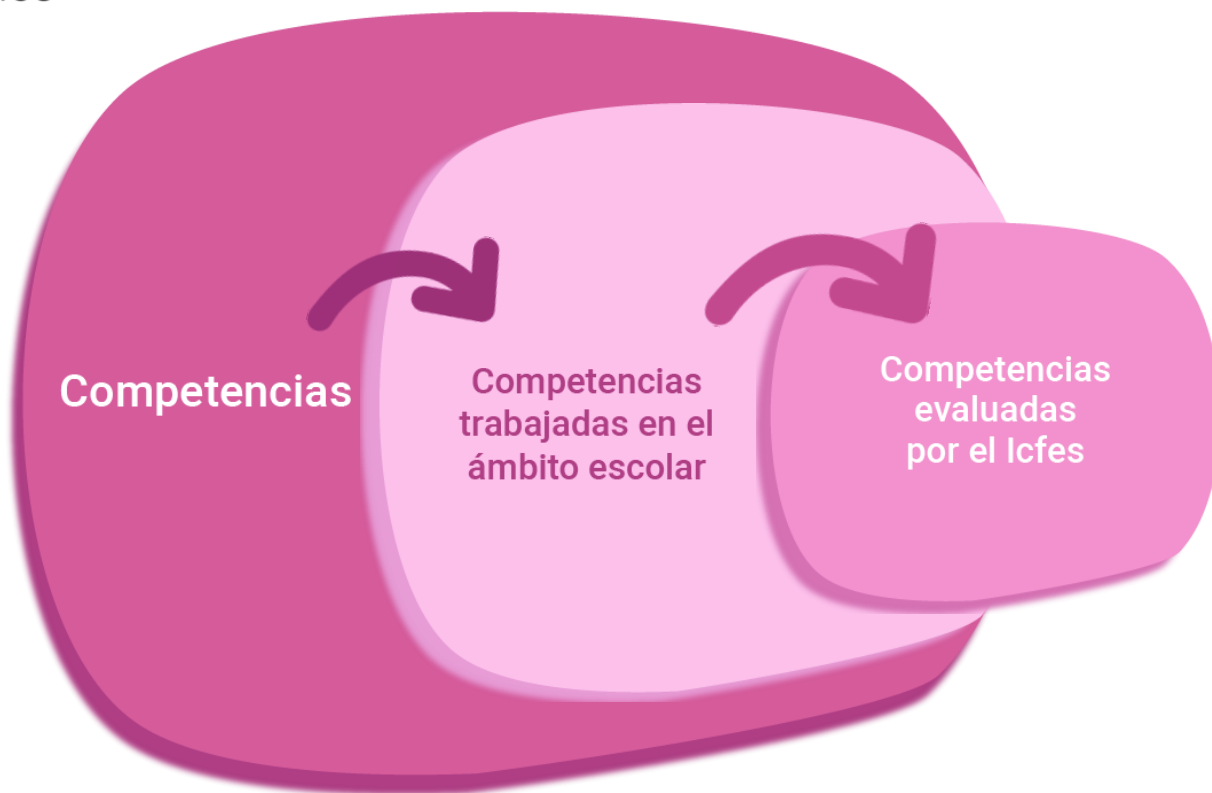 Competencias
Competencias
trabajadas en el
ámbito escolar
Competencias
evaluadas
por el Icfes